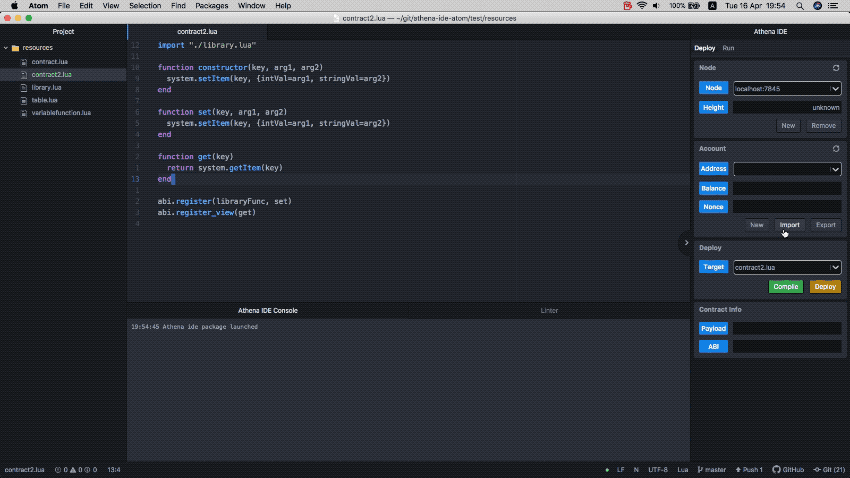 Atom File Edit View Selection Find Packages Window Help 100% A Tue 16 Apr 19:54
contract2.lua — ~/git/athena-ide-atom/test/resources
Project
resources
contract.lua
contract2.lua
library.lua
table.lua
variablefunction.lua
contract2.lua
12 import "./library.lua"
11
10 function constructor(key, arg1, arg2)
9 system.setItem(key, {intVal=arg1, stringVal=arg2})
8 end
7
6 function set(key, arg1, arg2)
5 system.setItem(key, {intVal=arg1, stringVal=arg2})
4 end
3
2 function get(key)
1 return system.getItem(key)
13 end
1
2 abi.register(libraryFunc, set)
3 abi.register_view(get)
4
Athena IDE Console Linter
19:54:45 Athena ide package launched
Athena IDE
Deploy Run
Node
Node localhost:7845
Height unknown
New Remove
Account
Address
Balance
Nonce
New Import Export
Deploy
Target contract2.lua
Compile Deploy
Contract Info
Payload
ABI
contract2.lua 0 0 0 13:4 LF N UTF-8 Lua master Push 1 GitHub Git (21)